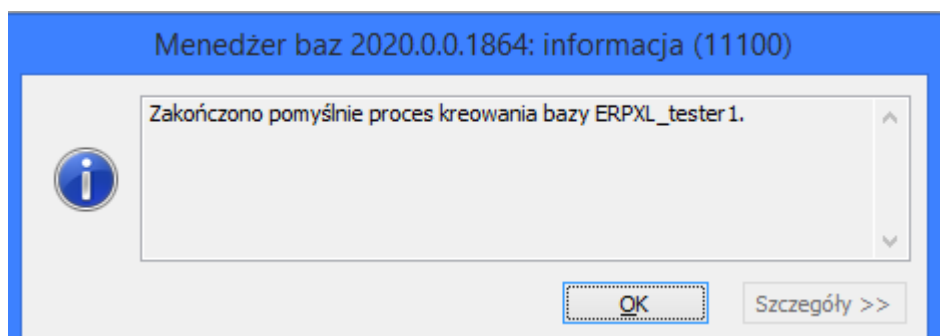 Menedżer baz 2020.0.0.1864: informacja (11100)
Zakończono pomyślnie proces kreowania bazy ERPXL_tester1.
OK
Szczegóły >>